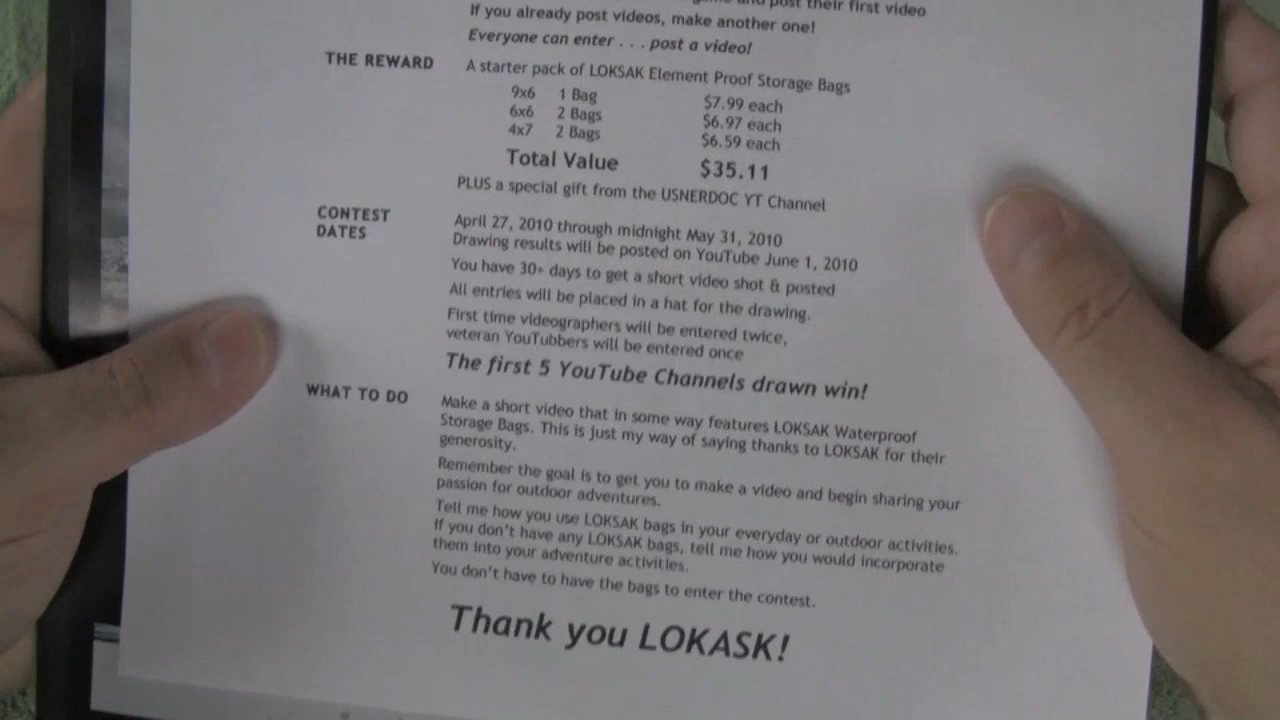 and post their first video
If you already post videos, make another one!
Everyone can enter . . . post a video!
THE REWARD
A starter pack of LOKSAK Element Proof Storage Bags
9x6 1 Bag $7.99 each
6x6 2 Bags $6.97 each
4x7 2 Bags $6.59 each
Total Value $35.11
PLUS a special gift from the USNERDOC YT Channel
CONTEST
DATES
April 27, 2010 through midnight May 31, 2010
Drawing results will be posted on YouTube June 1, 2010
You have 30+ days to get a short video shot & posted
All entries will be placed in a hat for the drawing.
First time videographers will be entered twice,
veteran YouTubbers will be entered once
The first 5 YouTube Channels drawn win!
WHAT TO DO
Make a short video that in some way features LOKSAK Waterproof
Storage Bags. This is just my way of saying thanks to LOKSAK for their
generosity.
Remember the goal is to get you to make a video and begin sharing your
passion for outdoor adventures.
Tell me how you use LOKSAK bags in your everyday or outdoor activities.
If you don't have any LOKSAK bags, tell me how you would incorporate
them into your adventure activities.
You don't have to have the bags to enter the contest.
Thank you LOKASK!